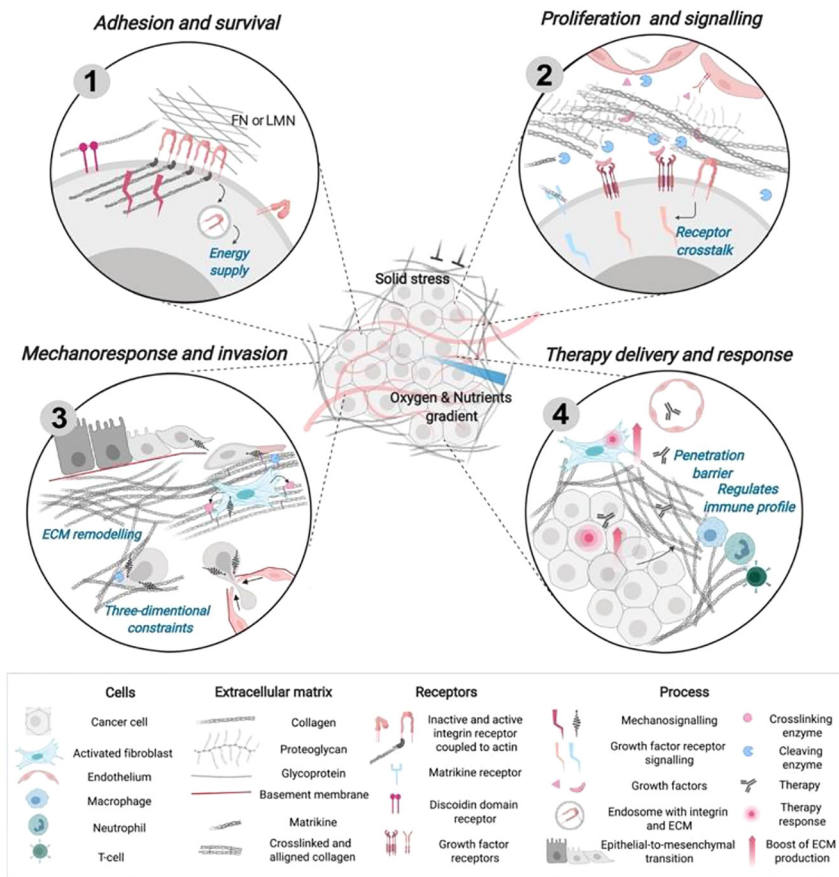 Adhesion and survival
Proliferation and signalling
1
FN or LMN
Energy
supply
2
Receptor
crosstalk
Solid stress
Oxygen & Nutrients
gradient
Mechanoresponse and invasion
Therapy delivery and response
3
ECM remodelling
Three-dimentional
constraints
4
Penetration
barrier
Regulates
immune profile
Cells
Cancer cell
Activated fibroblast
Endothelium
Macrophage
Neutrophil
T-cell
Extracellular matrix
Collagen
Proteoglycan
Glycoprotein
Basement membrane
Matrikine
Crosslinked and
alligned collagen
Receptors
Inactive and active
integrin receptor
coupled to actin
Matrikine receptor
Discoidin domain
receptor
Growth factor
receptors
Process
Mechanosignalling
Growth factor receptor
signalling
Growth factors
Endosome with integrin
and ECM
Epithelial-to-mesenchymal
transition
Crosslinking
enzyme
Cleaving
enzyme
Therapy
Therapy
response
Boost of ECM
production